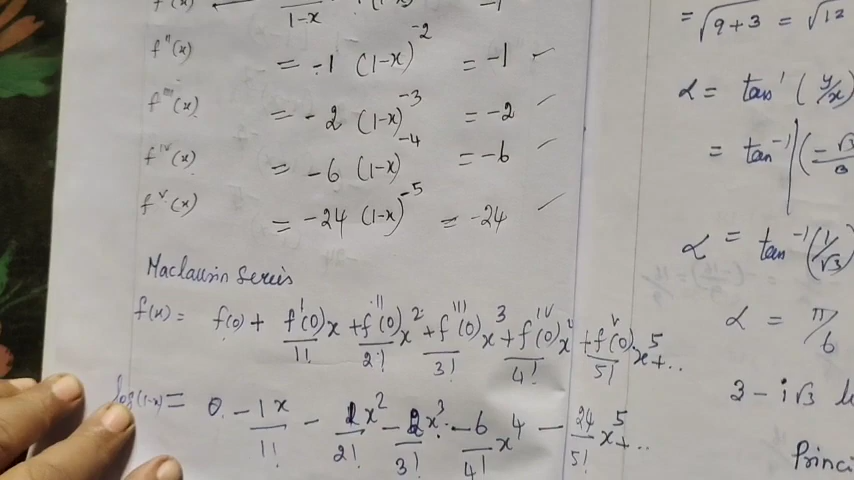 f''(x) = -1 (1-x)^-2 = -1 ✓
f'''(x) = -2 (1-x)^-3 = -2
f^iv(x) = -6 (1-x)^-4 = -6
f^v(x) = -24 (1-x)^-5 = -24
Maclausin Series
f(x) = f(0) + f'(0)/1! x + f''(0)/2! x^2 + f'''(0)/3! x^3 + f^iv(0)/4! x^4 + f^v(0)/5! x^5 + ..
log(1-x) = 0 - 1x/1! - 1x^2/2! - 2x^3/3! - 6/4! x^4 - 24/5! x^5 + ..
= √9+3 = √12
α = tan^-1 (y/x)
= tan^-1 |(-√3
α = tan^-1 (1/√3)
α = π/6
3 - i√3
Princi